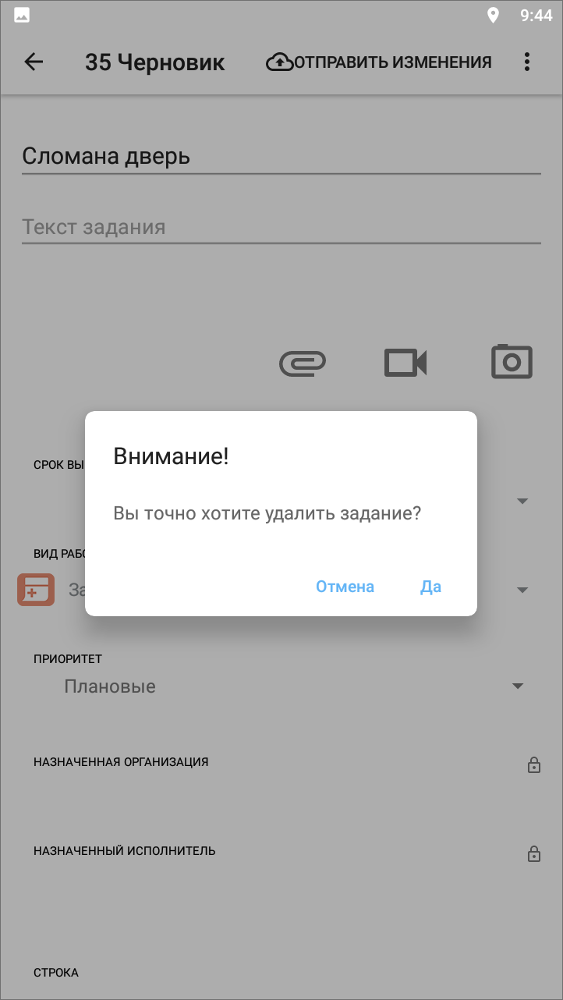 9:44
35 Черновик
ОТПРАВИТЬ ИЗМЕНЕНИЯ
Сломана дверь
Текст задания
СРОК ВЫ
Внимание!
Вы точно хотите удалить задание?
Отмена
Да
ВИД РАБО
За
ПРИОРИТЕТ
Плановые
НАЗНАЧЕННАЯ ОРГАНИЗАЦИЯ
НАЗНАЧЕННЫЙ ИСПОЛНИТЕЛЬ
СТРОКА